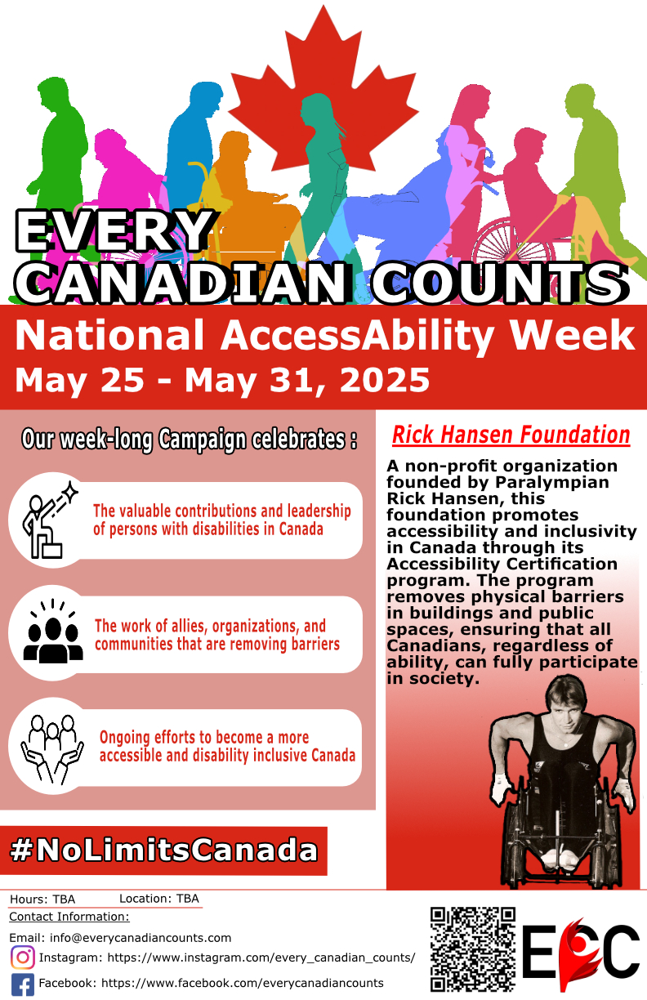 EVERY
CANADIAN COUNTS
National AccessAbility Week
May 25 - May 31, 2025
Our week-long Campaign celebrates :
The valuable contributions and leadership
of persons with disabilities in Canada
The work of allies, organizations, and
communities that are removing barriers
Ongoing efforts to become a more
accessible and disability inclusive Canada
#NoLimitsCanada
Rick Hansen Foundation
A non-profit organization
founded by Paralympian
Rick Hansen, this
foundation promotes
accessibility and inclusivity
in Canada through its
Accessibility Certification
program. The program
removes physical barriers
in buildings and public
spaces, ensuring that all
Canadians, regardless of
ability, can fully participate
in society.
Hours: TBA Location: TBA
Contact Information:
Email: info@everycanadiancounts.com
Instagram: https://www.instagram.com/every_canadian_counts/
Facebook: https://www.facebook.com/everycanadiancounts
ECC